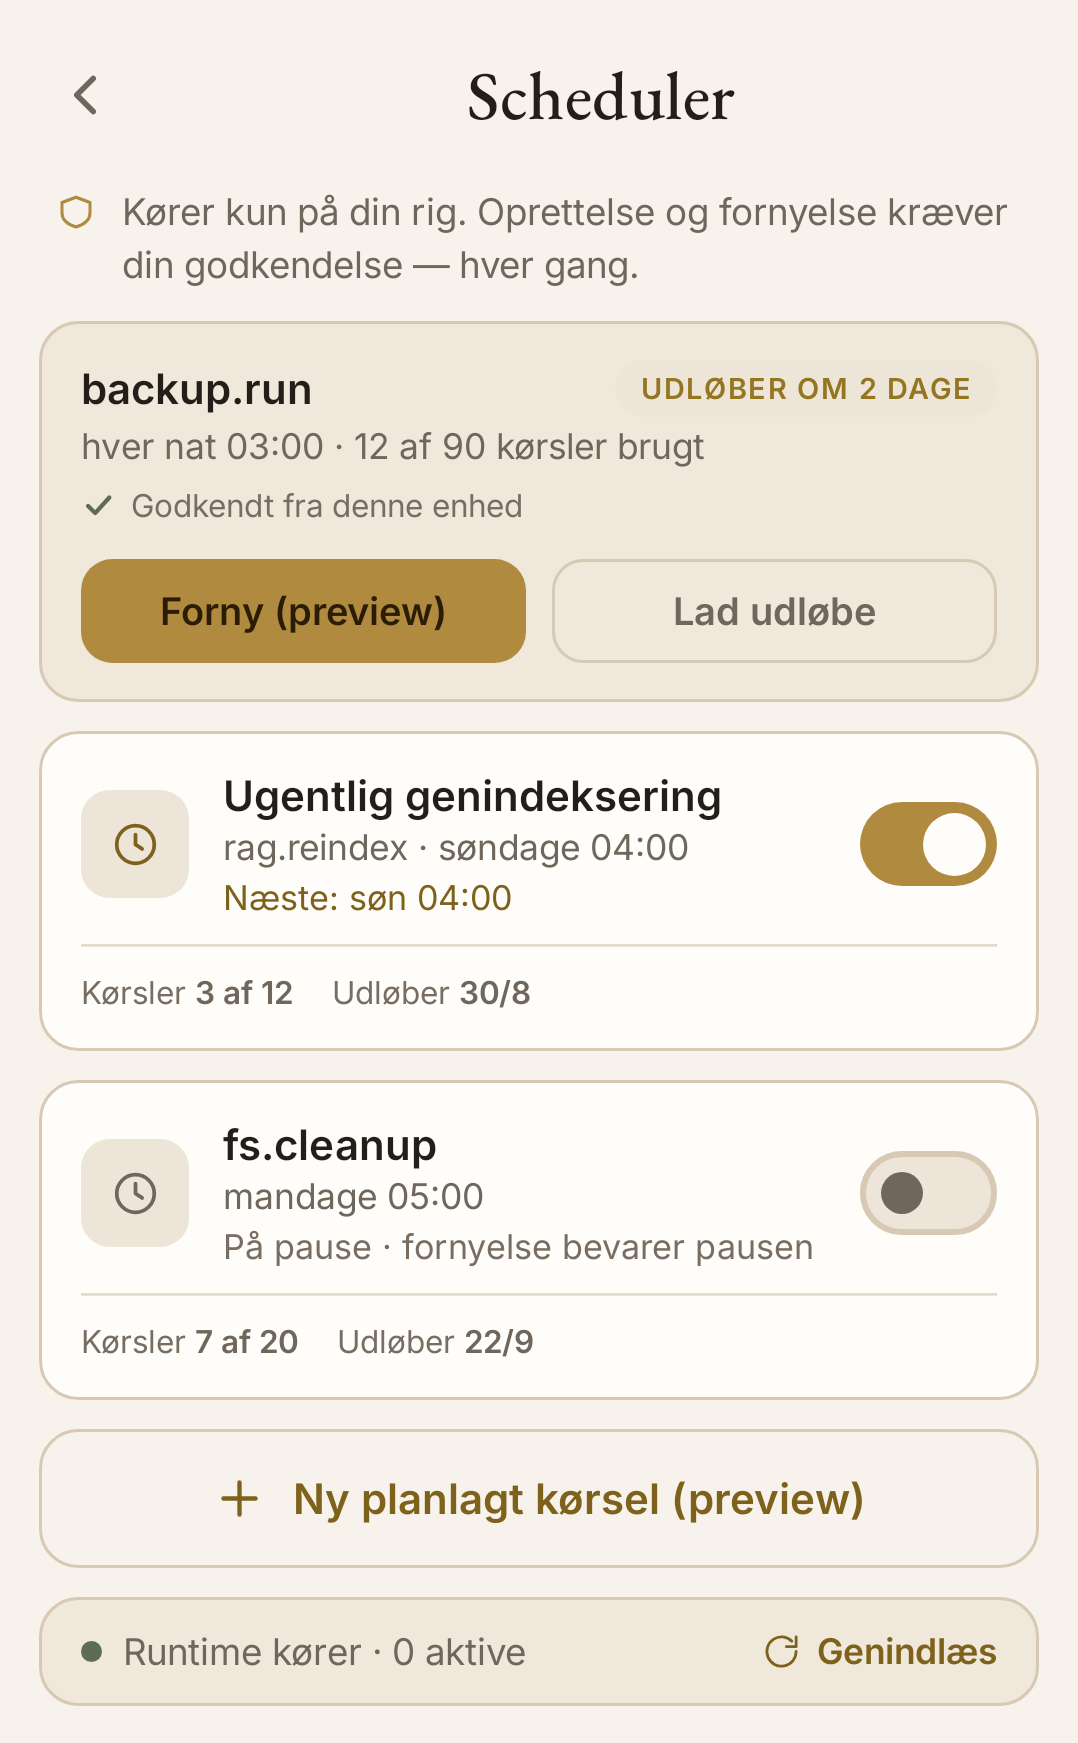 Scheduler
Kører kun på din rig. Oprettelse og fornyelse kræver
din godkendelse — hver gang.
backup.run
UDLØBER OM 2 DAGE
hver nat 03:00 · 12 af 90 kørsler brugt
Godkendt fra denne enhed
Forny (preview)
Lad udløbe
Ugentlig genindeksering
rag.reindex · søndage 04:00
Næste: søn 04:00
Kørsler 3 af 12 Udløber 30/8
fs.cleanup
mandage 05:00
På pause · fornyelse bevarer pausen
Kørsler 7 af 20 Udløber 22/9
Ny planlagt kørsel (preview)
Runtime kører · 0 aktive
Genindlæs